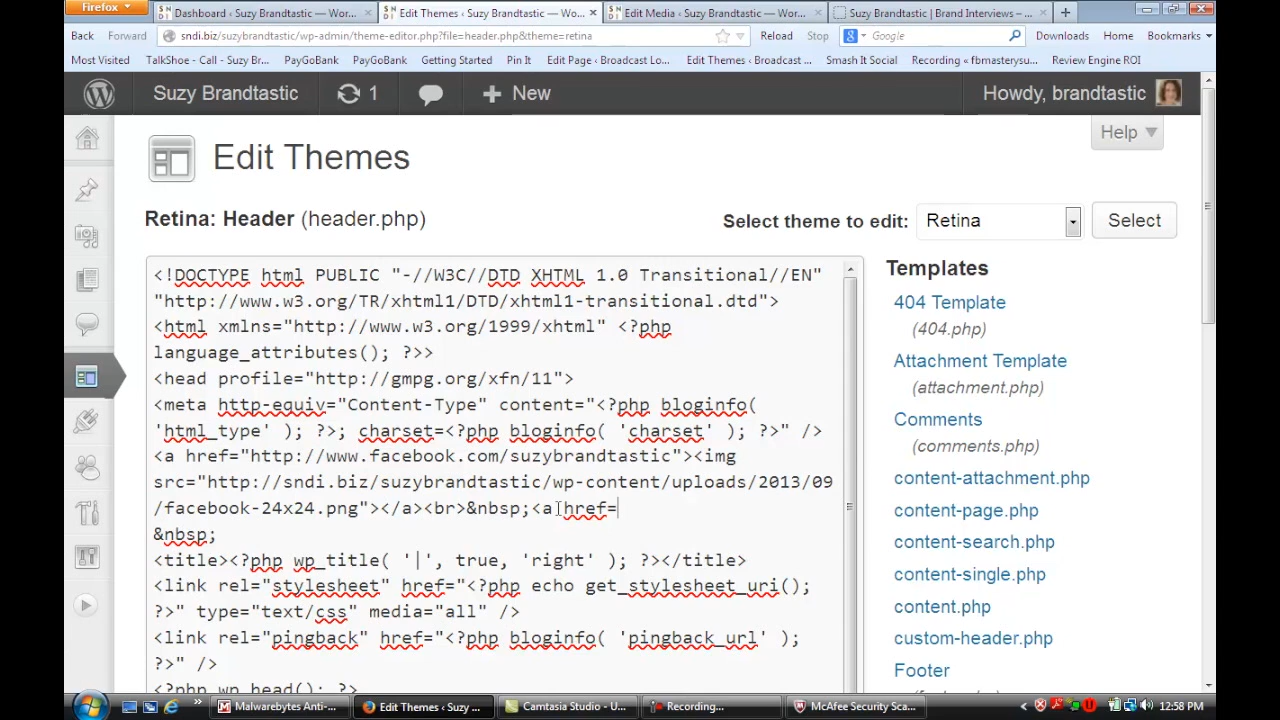 Firefox
Dashboard ‹ Suzy Brandtastic — Wor...
Edit Themes ‹ Suzy Brandtastic — Wo...
Edit Media ‹ Suzy Brandtastic — Wor...
Suzy Brandtastic | Brand Interviews – ...
Back
Forward
sndi.biz/suzybrandtastic/wp-admin/theme-editor.php?file=header.php&theme=retina
Google
Reload
Stop
Downloads
Home
Bookmarks
Most Visited
TalkShoe - Call - Suzy Br...
PayGoBank
PayGoBank
Getting Started
Pin It
Edit Page ‹ Broadcast Lo...
Edit Themes ‹ Broadcast ...
Smash It Social
Recording « fbmasterysu...
Review Engine ROI
Suzy Brandtastic
1
New
Howdy, brandtastic
Help
Edit Themes
Retina: Header (header.php)
Select theme to edit:
Retina
Select
<!DOCTYPE html PUBLIC "-//W3C//DTD XHTML 1.0 Transitional//EN"
"http://www.w3.org/TR/xhtml1/DTD/xhtml1-transitional.dtd">
<html xmlns="http://www.w3.org/1999/xhtml" <?php
language_attributes(); ?>>
<head profile="http://gmpg.org/xfn/11">
<meta http-equiv="Content-Type" content="<?php bloginfo(
'html_type' ); ?>; charset=<?php bloginfo( 'charset' ); ?>" />
<a href="http://www.facebook.com/suzybrandtastic"><img
src="http://sndi.biz/suzybrandtastic/wp-content/uploads/2013/09
/facebook-24x24.png"></a><br>&nbsp;<a href=
&nbsp;
<title><?php wp_title( '|', true, 'right' ); ?></title>
<link rel="stylesheet" href="<?php echo get_stylesheet_uri();
?>" type="text/css" media="all" />
<link rel="pingback" href="<?php bloginfo( 'pingback_url' );
?>" />
<?php wp_head(); ?>
Templates
404 Template
(404.php)
Attachment Template
(attachment.php)
Comments
(comments.php)
content-attachment.php
content-page.php
content-search.php
content-single.php
content.php
custom-header.php
Footer
Malwarebytes Anti-...
Edit Themes ‹ Suzy ...
Camtasia Studio - U...
Recording...
McAfee Security Sca...
12:58 PM